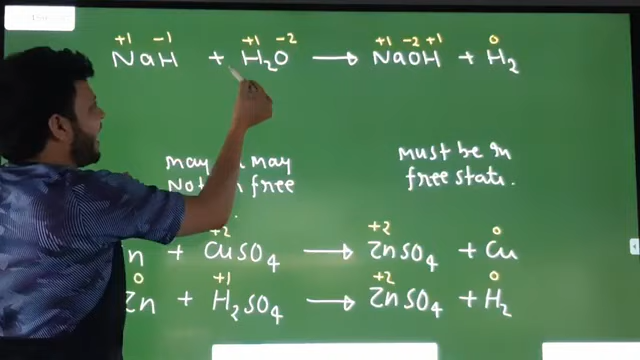 +1 -1 +1 -2 +1 -2 +1 0
NaH + H₂O → NaOH + H₂
may may must be in
Not free free state.
+2 +2 0
n + CuSO₄ → ZnSO₄ + Cu
0 +1 +2 0
Zn + H₂SO₄ → ZnSO₄ + H₂